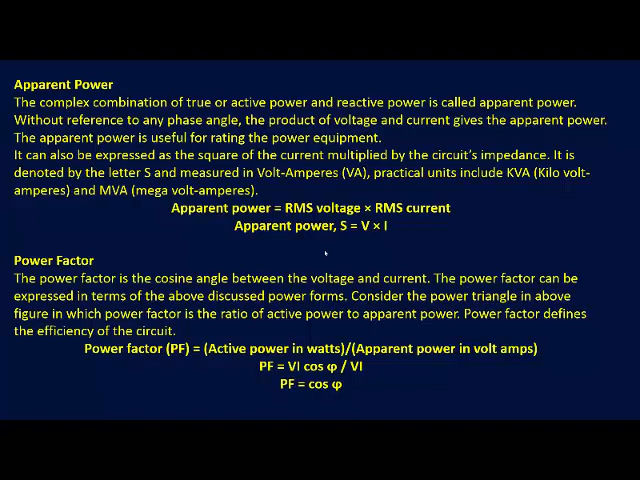 Apparent Power
The complex combination of true or active power and reactive power is called apparent power.
Without reference to any phase angle, the product of voltage and current gives the apparent power.
The apparent power is useful for rating the power equipment.
It can also be expressed as the square of the current multiplied by the circuit's impedance. It is
denoted by the letter S and measured in Volt-Amperes (VA), practical units include KVA (Kilo volt-
amperes) and MVA (mega volt-amperes).
Apparent power = RMS voltage × RMS current
Apparent power, S = V × I
Power Factor
The power factor is the cosine angle between the voltage and current. The power factor can be
expressed in terms of the above discussed power forms. Consider the power triangle in above
figure in which power factor is the ratio of active power to apparent power. Power factor defines
the efficiency of the circuit.
Power factor (PF) = (Active power in watts)/(Apparent power in volt amps)
PF = VI cos φ / VI
PF = cos φ